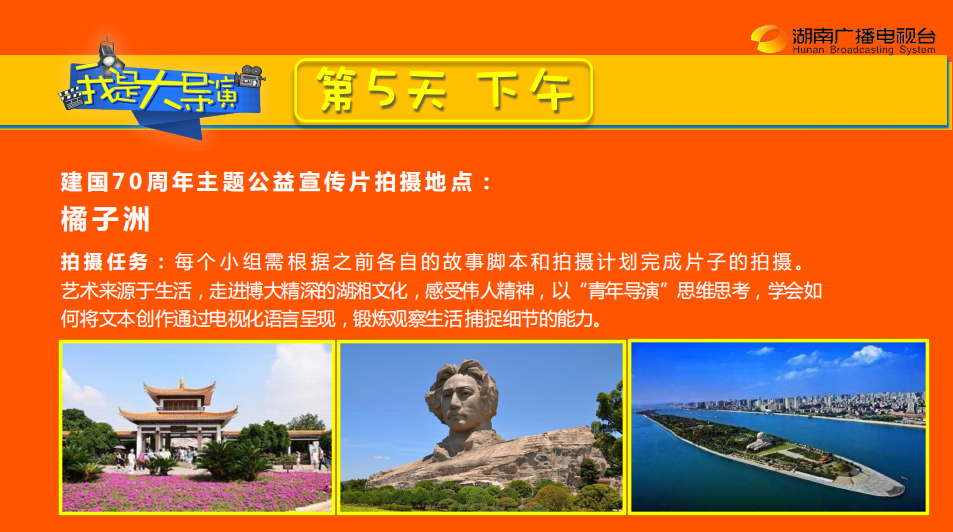 湖南广播电视台
Hunan Broadcasting System
我是大导演
第5天 下午
建国70周年主题公益宣传片拍摄地点：
橘子洲
拍摄任务：每个小组需根据之前各自的故事脚本和拍摄计划完成片子的拍摄。
艺术来源于生活，走进博大精深的湖湘文化，感受伟人精神，以“青年导演”思维思考，学会如
何将文本创作通过电视化语言呈现，锻炼观察生活 捕捉细节的能力。